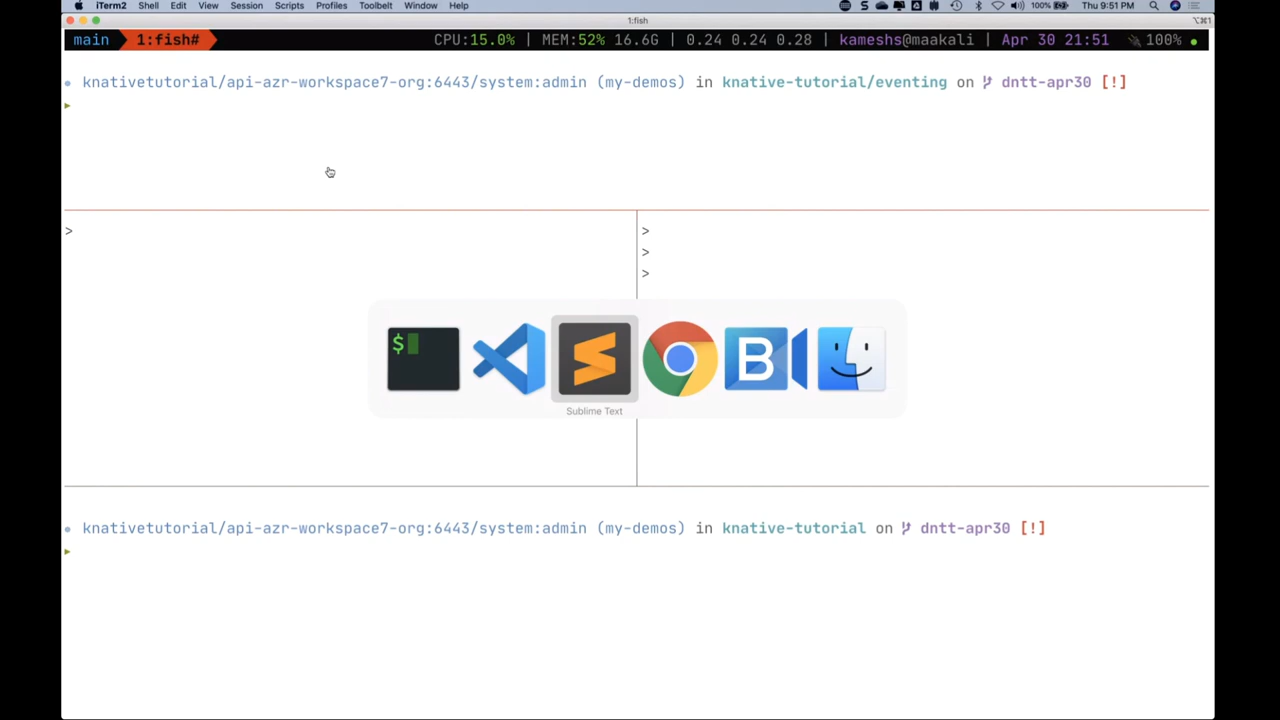 iTerm2 Shell Edit View Session Scripts Profiles Toolbelt Window Help 100% Thu 9:51 PM
1:fish ⌥⌘1
main 1:fish# CPU:15.0% | MEM:52% 16.6G | 0.24 0.24 0.28 | kameshs@maakali | Apr 30 21:51 100% ●
knativetutorial/api-azr-workspace7-org:6443/system:admin (my-demos) in knative-tutorial/eventing on dntt-apr30 [!]
> >
>
>
$ B
Sublime Text
knativetutorial/api-azr-workspace7-org:6443/system:admin (my-demos) in knative-tutorial on dntt-apr30 [!]